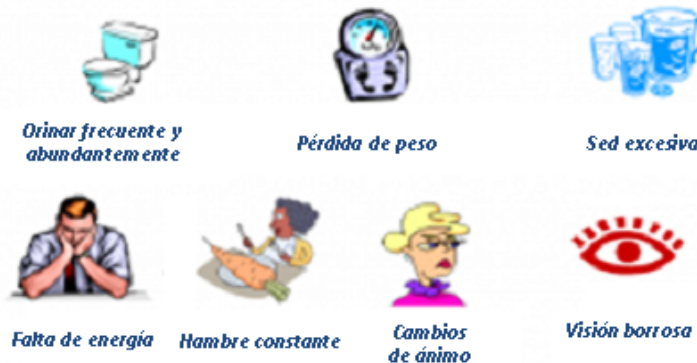 Orinar frecuente y
abundantemente
Pérdida de peso
Sed excesiva
Falta de energía
Hambre constante
Cambios
de ánimo
Visión borrosa